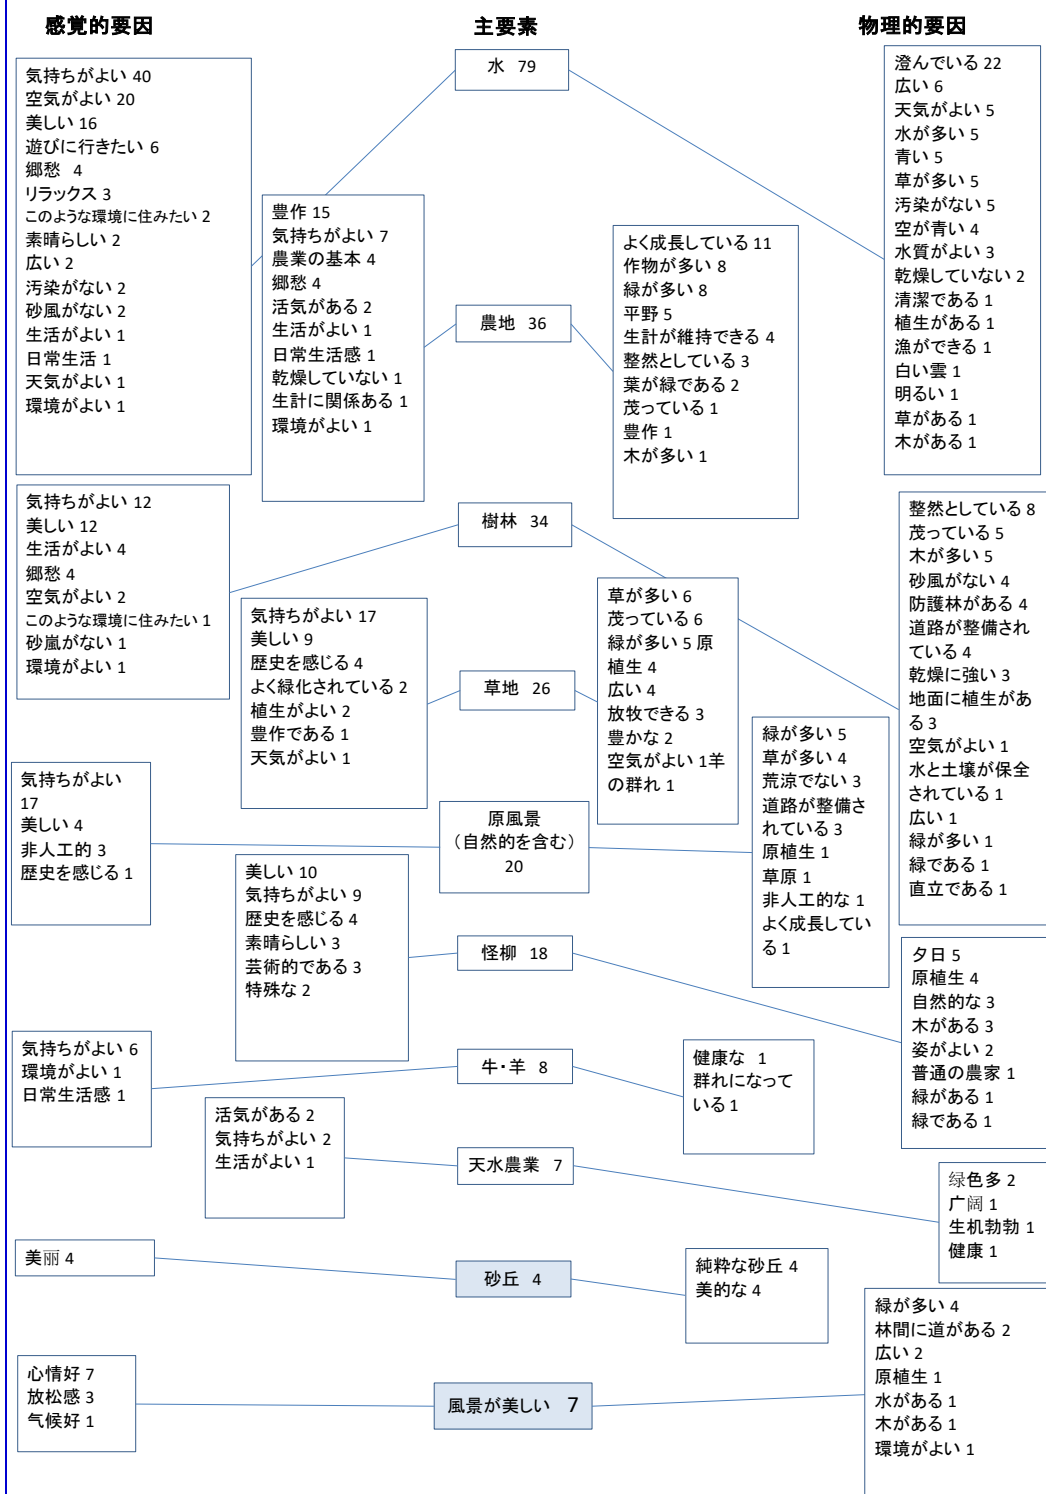 感覚的要因
主要素
物理的要因
水 79
気持ちがよい 40
空気がよい 20
美しい 16
遊びに行きたい 6
郷愁 4
リラックス 3
このような環境に住みたい 2
素晴らしい 2
広い 2
汚染がない 2
砂風がない 2
生活がよい 1
日常生活 1
天気がよい 1
環境がよい 1
澄んでいる 22
広い 6
天気がよい 5
水が多い 5
青い 5
草が多い 5
汚染がない 5
空が青い 4
水質がよい 3
乾燥していない 2
清潔である 1
植生がある 1
漁ができる 1
白い雲 1
明るい 1
草がある 1
木がある 1
豊作 15
気持ちがよい 7
農業の基本 4
郷愁 4
活気がある 2
生活がよい 1
日常生活感 1
乾燥していない 1
生計に関係ある 1
環境がよい 1
農地 36
よく成長している 11
作物が多い 8
緑が多い 8
平野 5
生計が維持できる 4
整然としている 3
葉が緑である 2
茂っている 1
豊作 1
木が多い 1
気持ちがよい 12
美しい 12
生活がよい 4
郷愁 4
空気がよい 2
このような環境に住みたい 1
砂嵐がない 1
環境がよい 1
樹林 34
整然としている 8
茂っている 5
木が多い 5
砂風がない 4
防護林がある 4
道路が整備され
ている 4
乾燥に強い 3
地面に植生があ
る 3
空気がよい 1
水と土壌が保全
されている 1
広い 1
緑が多い 1
緑である 1
直立である 1
気持ちがよい 17
美しい 9
歴史を感じる 4
よく緑化されている 2
植生がよい 2
豊作である 1
天気がよい 1
草地 26
草が多い 6
茂っている 6
緑が多い 5 原
植生 4
広い 4
放牧できる 3
豊かな 2
空気がよい 1羊
の群れ 1
気持ちがよい
17
美しい 4
非人工的 3
歴史を感じる 1
原風景
（自然的を含む）
20
緑が多い 5
草が多い 4
荒涼でない 3
道路が整備さ
れている 3
原植生 1
草原 1
非人工的な 1
よく成長してい
る 1
美しい 10
気持ちがよい 9
歴史を感じる 4
素晴らしい 3
芸術的である 3
特殊な 2
怪柳 18
夕日 5
原植生 4
自然的な 3
木がある 3
姿がよい 2
普通の農家 1
緑がある 1
緑である 1
気持ちがよい 6
環境がよい 1
日常生活感 1
牛・羊 8
健康な 1
群れになって
いる 1
活気がある 2
気持ちがよい 2
生活がよい 1
天水農業 7
绿色多 2
广阔 1
生机勃勃 1
健康 1
美丽 4
砂丘 4
純粋な砂丘 4
美的な 4
心情好 7
放松感 3
气候好 1
風景が美しい 7
緑が多い 4
林間に道がある 2
広い 2
原植生 1
水がある 1
木がある 1
環境がよい 1